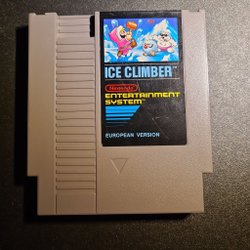 ICE CLIMBER
Nintendo
ENTERTAINMENT
SYSTEM
EUROPEAN VERSION